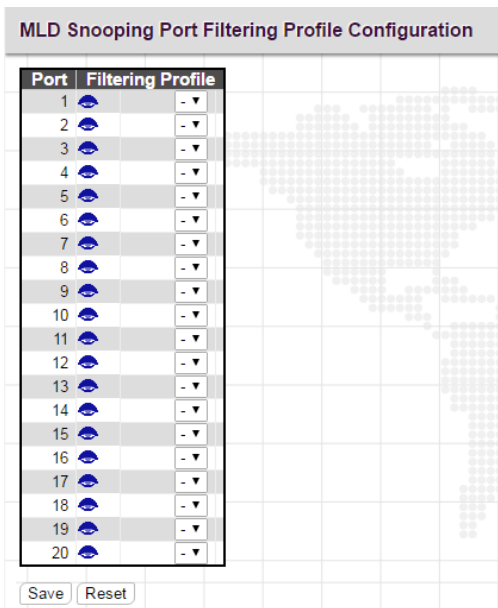 MLD Snooping Port Filtering Profile Configuration
Port Filtering Profile
1 - ▼
2 - ▼
3 - ▼
4 - ▼
5 - ▼
6 - ▼
7 - ▼
8 - ▼
9 - ▼
10 - ▼
11 - ▼
12 - ▼
13 - ▼
14 - ▼
15 - ▼
16 - ▼
17 - ▼
18 - ▼
19 - ▼
20 - ▼
Save Reset